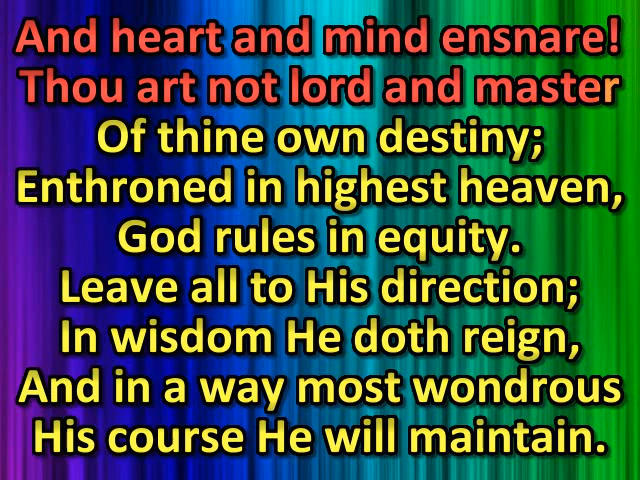 And heart and mind ensnare!
Thou art not lord and master
Of thine own destiny;
Enthroned in highest heaven,
God rules in equity.
Leave all to His direction;
In wisdom He doth reign,
And in a way most wondrous
His course He will maintain.